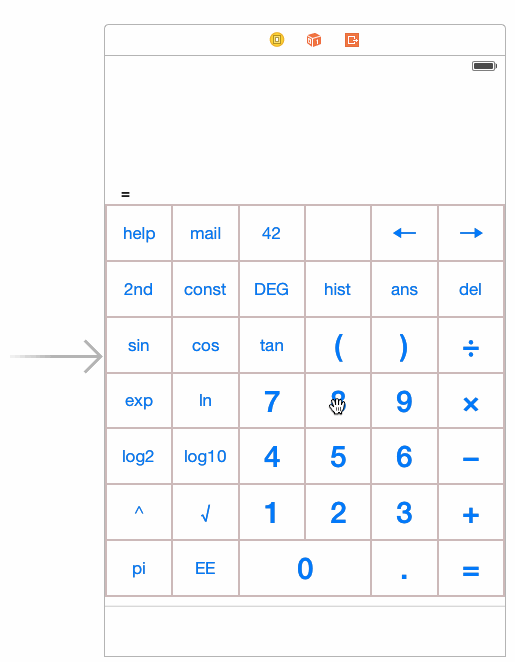 =
help mail 42 ← →
2nd const DEG hist ans del
sin cos tan ( ) ÷
exp ln 7 8 9 ×
log2 log10 4 5 6 −
^ √ 1 2 3 +
pi EE 0 . =